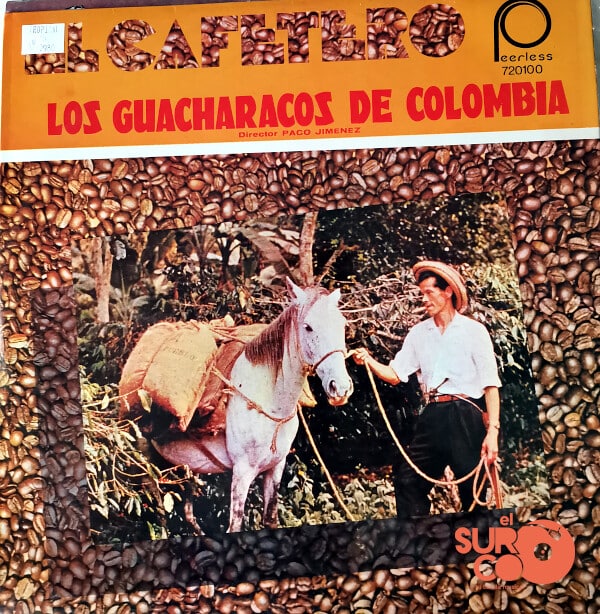 EL CAFETERO
Peerless
720100
LOS GUACHARACOS DE COLOMBIA
Director PACO JIMENEZ
el
SURCO